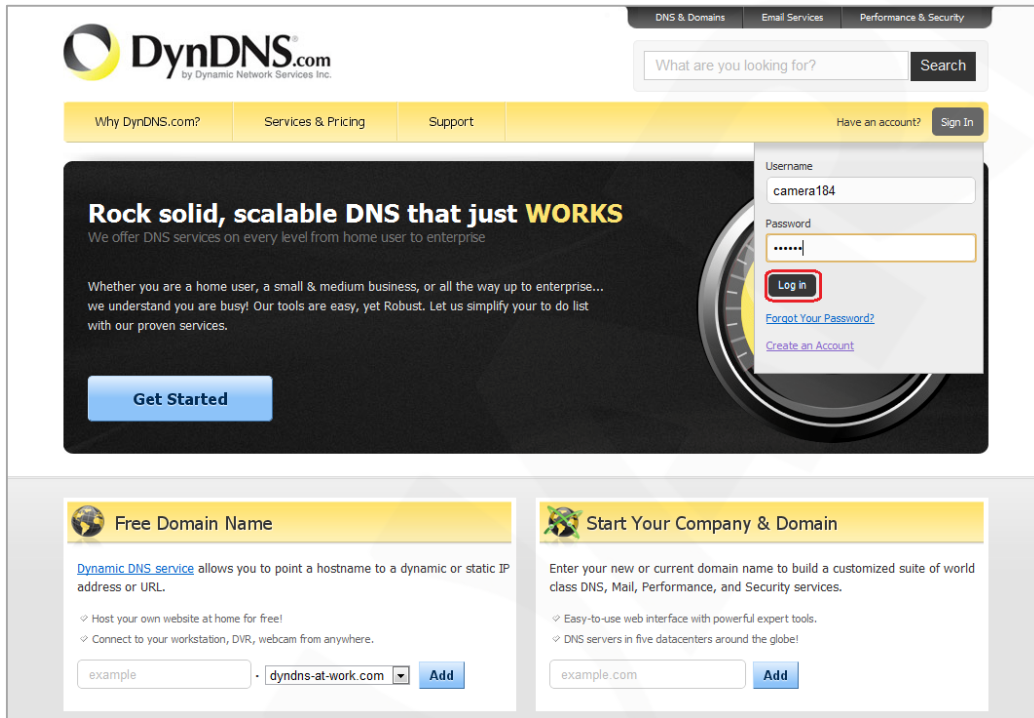 DNS & Domains Email Services Performance & Security
DynDNS.com
by Dynamic Network Services Inc.
What are you looking for? Search
Why DynDNS.com? Services & Pricing Support Have an account? Sign In
Username
camera184
Password
••••••
Log in
Forgot Your Password?
Create an Account
Rock solid, scalable DNS that just WORKS
We offer DNS services on every level from home user to enterprise
Whether you are a home user, a small & medium business, or all the way up to enterprise...
we understand you are busy! Our tools are easy, yet Robust. Let us simplify your to do list
with our proven services.
Get Started
Free Domain Name
Dynamic DNS service allows you to point a hostname to a dynamic or static IP
address or URL.
Host your own website at home for free!
Connect to your workstation, DVR, webcam from anywhere.
example . dyndns-at-work.com Add
Start Your Company & Domain
Enter your new or current domain name to build a customized suite of world
class DNS, Mail, Performance, and Security services.
Easy-to-use web interface with powerful expert tools.
DNS servers in five datacenters around the globe!
example.com Add